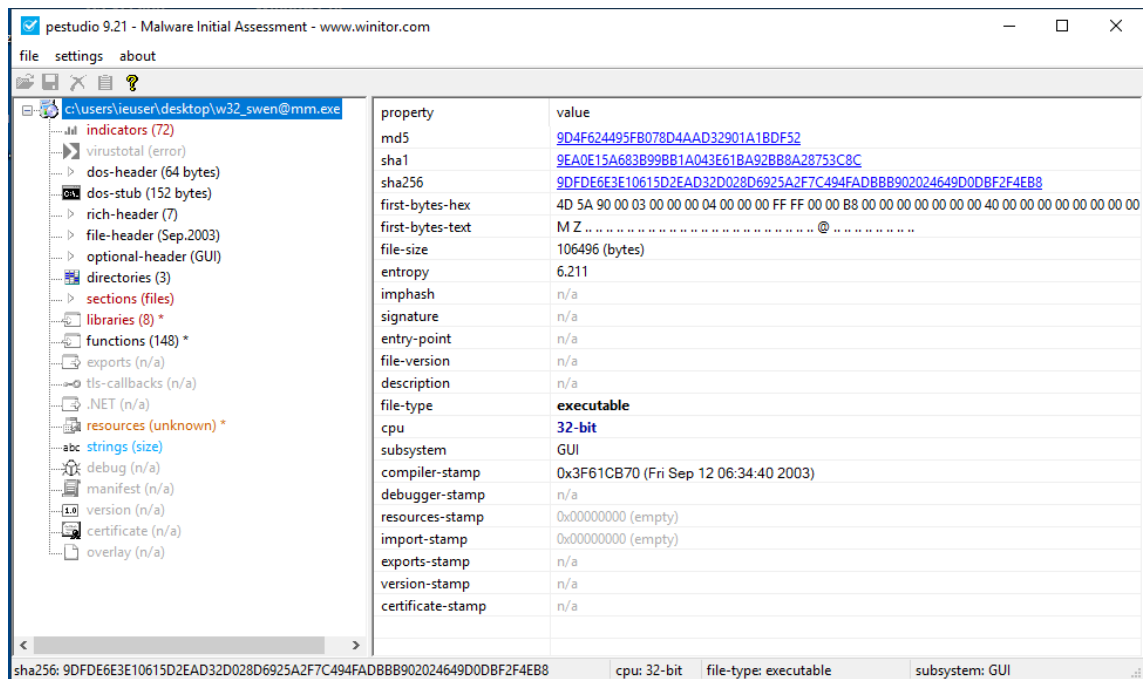 pestudio 9.21 - Malware Initial Assessment - www.winitor.com
file settings about
c:\users\ieuser\desktop\w32_swen@mm.exe
indicators (72)
virustotal (error)
dos-header (64 bytes)
dos-stub (152 bytes)
rich-header (7)
file-header (Sep.2003)
optional-header (GUI)
directories (3)
sections (files)
libraries (8) *
functions (148) *
exports (n/a)
tls-callbacks (n/a)
.NET (n/a)
resources (unknown) *
abc strings (size)
debug (n/a)
manifest (n/a)
1.0 version (n/a)
certificate (n/a)
overlay (n/a)
property value
md5 9D4F624495FB078D4AAD32901A1BDF52
sha1 9EA0E15A683B99BB1A043E61BA92BB8A28753C8C
sha256 9DFDE6E3E10615D2EAD32D028D6925A2F7C494FADBBB902024649D0DBF2F4EB8
first-bytes-hex 4D 5A 90 00 03 00 00 00 04 00 00 00 FF FF 00 00 B8 00 00 00 00 00 00 00 40 00 00 00 00 00 00 00 00
first-bytes-text M Z .. .. .. .. .. .. .. .. .. .. .. .. .. .. .. .. .. .. .. .. .. .. @ .. .. .. .. .. .. ..
file-size 106496 (bytes)
entropy 6.211
imphash n/a
signature n/a
entry-point n/a
file-version n/a
description n/a
file-type executable
cpu 32-bit
subsystem GUI
compiler-stamp 0x3F61CB70 (Fri Sep 12 06:34:40 2003)
debugger-stamp n/a
resources-stamp 0x00000000 (empty)
import-stamp 0x00000000 (empty)
exports-stamp n/a
version-stamp n/a
certificate-stamp n/a
sha256: 9DFDE6E3E10615D2EAD32D028D6925A2F7C494FADBBB902024649D0DBF2F4EB8 cpu: 32-bit file-type: executable subsystem: GUI